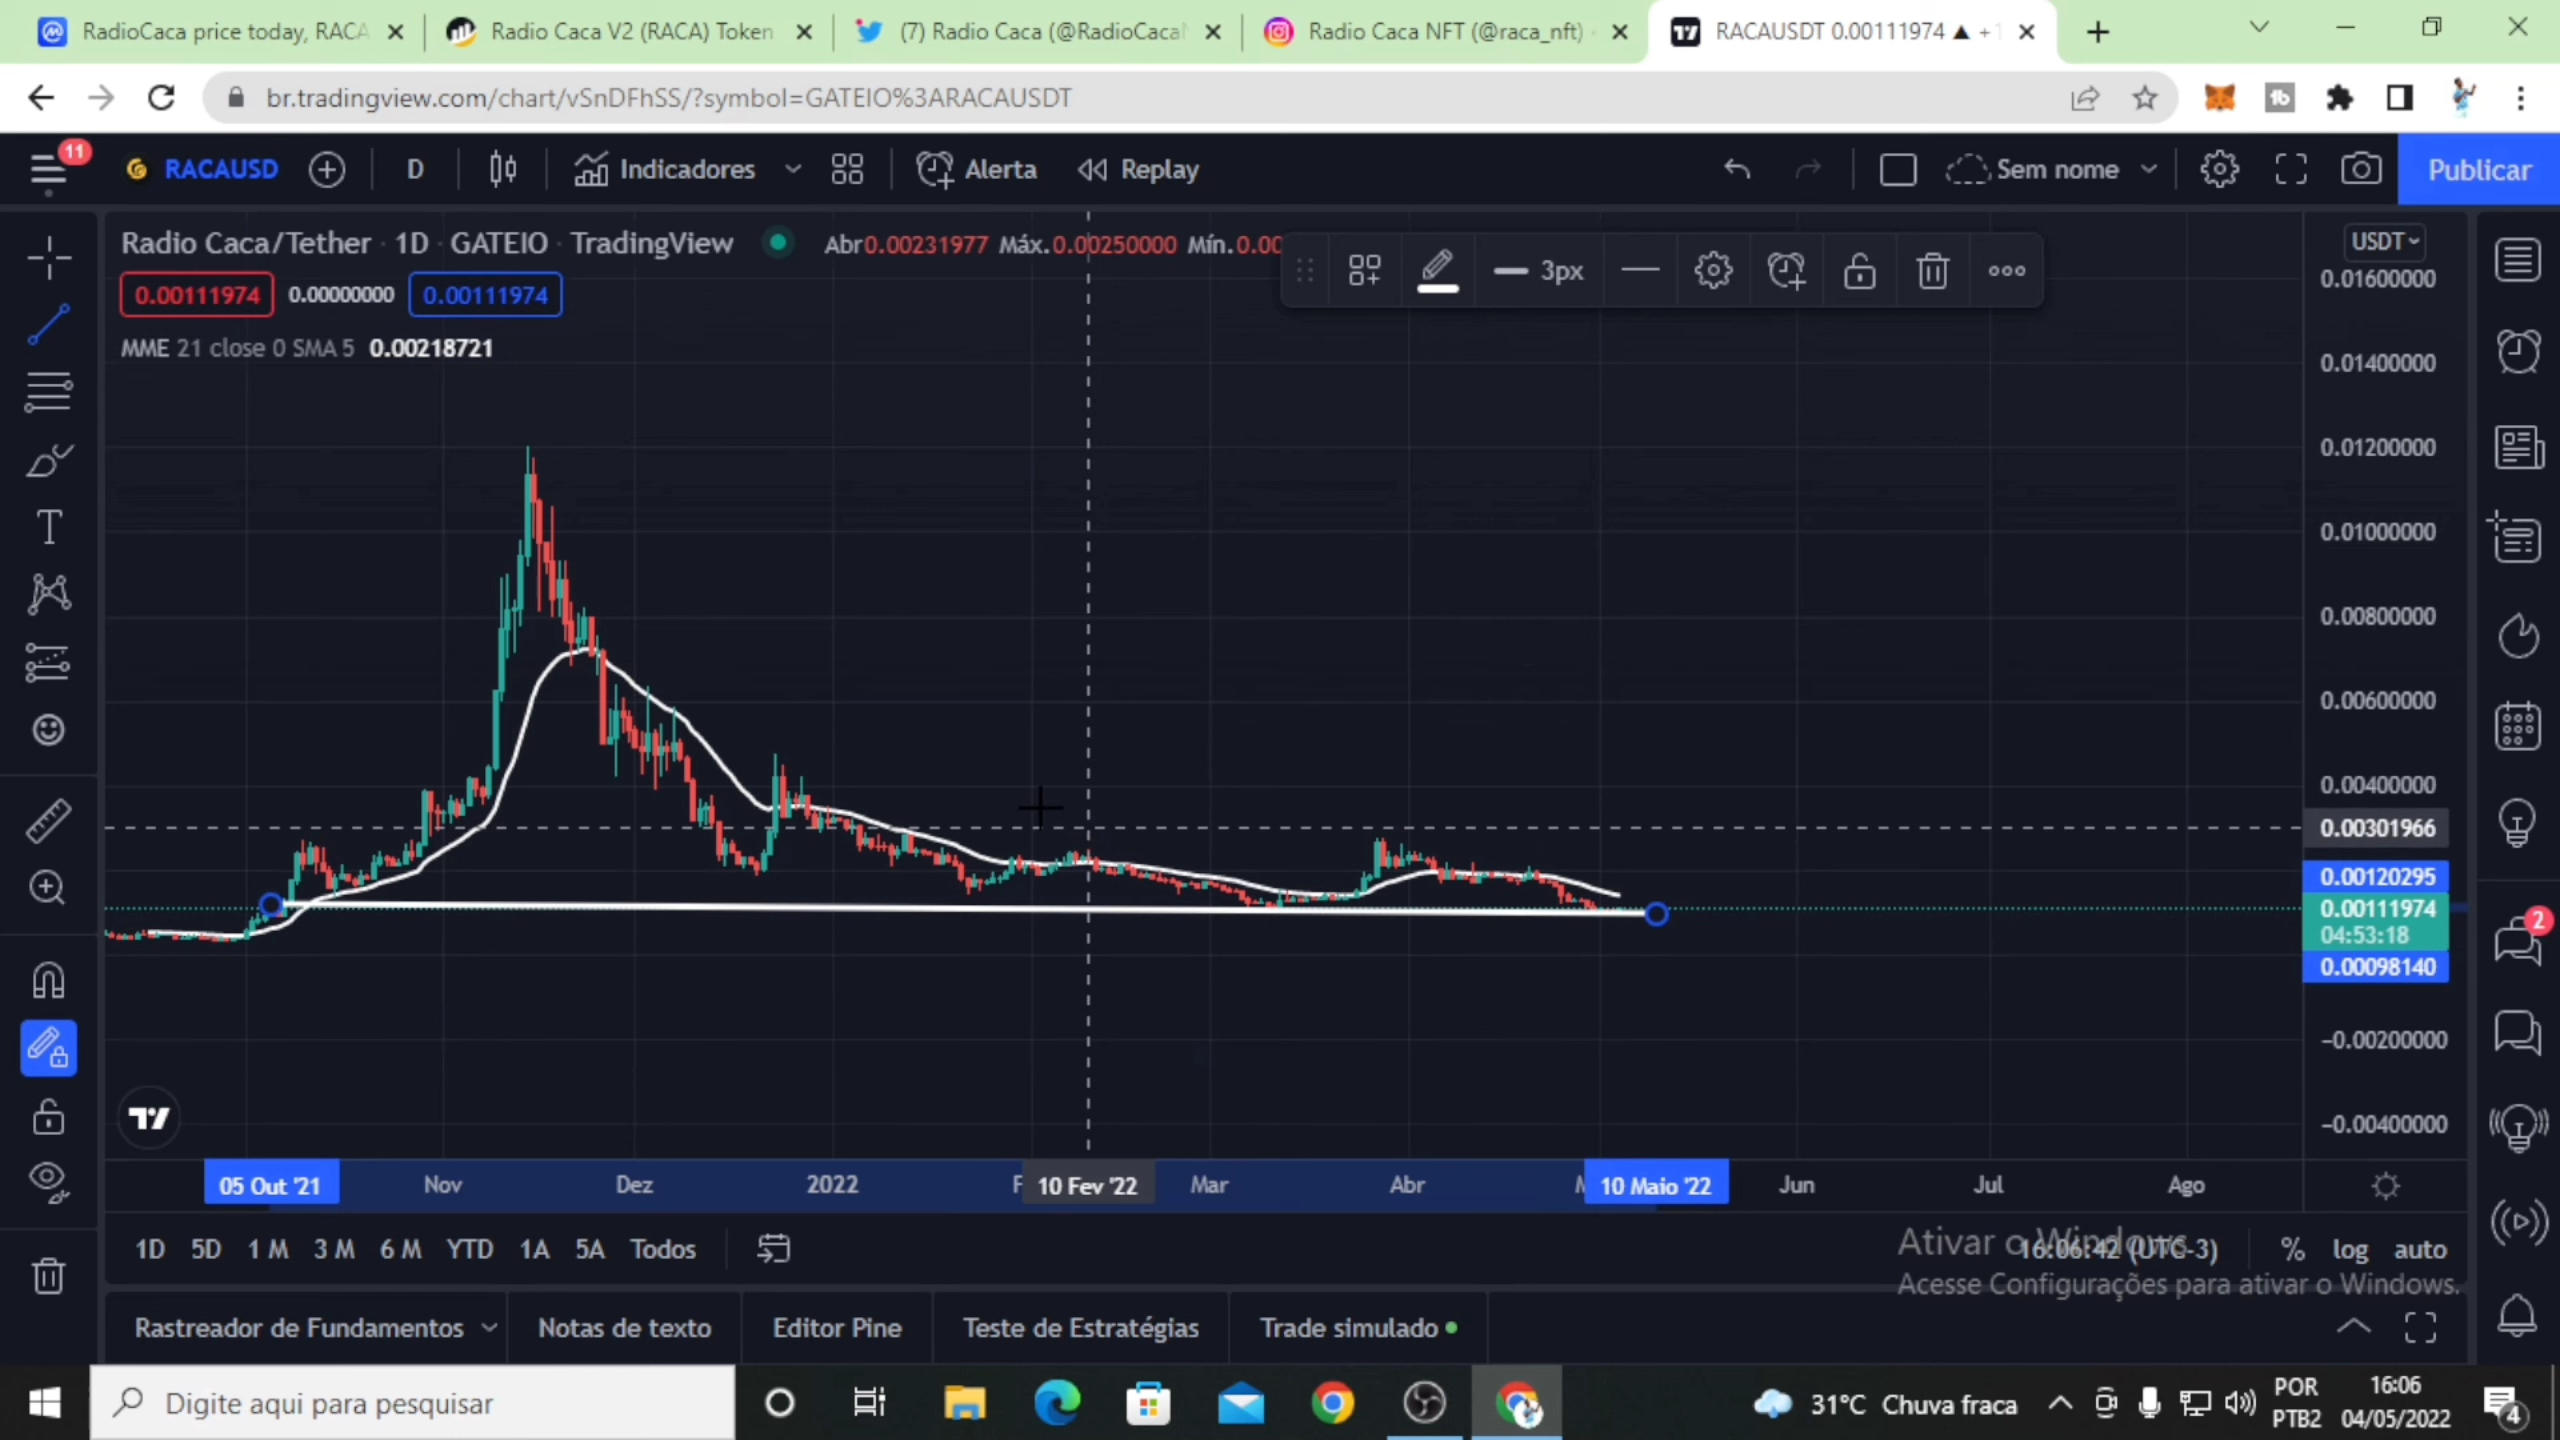 RadioCaca price today, RACA
Radio Caca V2 (RACA) Token
(7) Radio Caca (@RadioCaca
Radio Caca NFT (@raca_nft)
RACAUSDT 0.00111974 ▲ +
br.tradingview.com/chart/vSnDFhSS/?symbol=GATEIO%3ARACAUSDT
11
RACAUSD
D
Indicadores
Alerta
Replay
Sem nome
Publicar
Radio Caca/Tether · 1D · GATEIO · TradingView
Abr0.00231977 Máx.0.00250000 Mín.0.00
3px
USDT
0.00111974
0.00000000
0.00111974
MME 21 close 0 SMA 5 0.00218721
0.01600000
0.01400000
0.01200000
0.01000000
0.00800000
0.00600000
0.00400000
0.00301966
0.00120295
0.00111974
04:53:18
0.00098140
−0.00200000
−0.00400000
2
05 Out '21
Nov
Dez
2022
F
10 Fev '22
Mar
Abr
M
10 Maio '22
Jun
Jul
Ago
1D 5D 1 M 3 M 6 M YTD 1A 5A Todos
16:06:42 (UTC-3)
% log auto
Ativar o Windows
Acesse Configurações para ativar o Windows.
Rastreador de Fundamentos
Notas de texto
Editor Pine
Teste de Estratégias
Trade simulado
Digite aqui para pesquisar
31°C Chuva fraca
POR
PTB2
16:06
04/05/2022
4